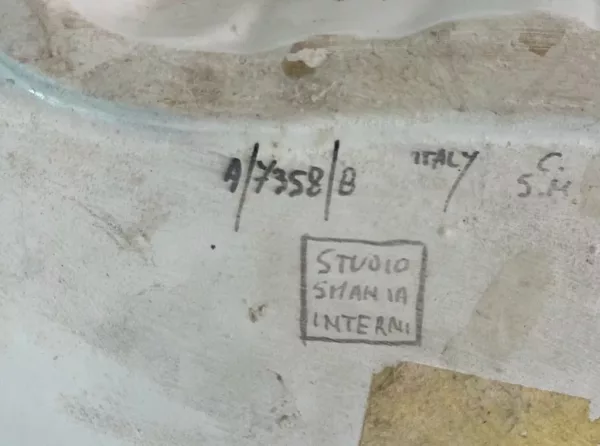 A/7358/B ITALY C.
S.M.
STUDIO
SMANIA
INTERNI